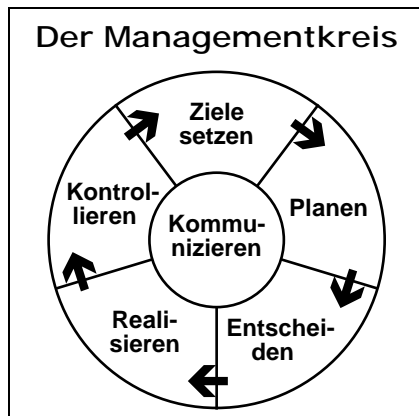 Der Managementkreis
Ziele
setzen
Planen
Entschei-
den
Reali-
sieren
Kontrol-
lieren
Kommu-
nizieren